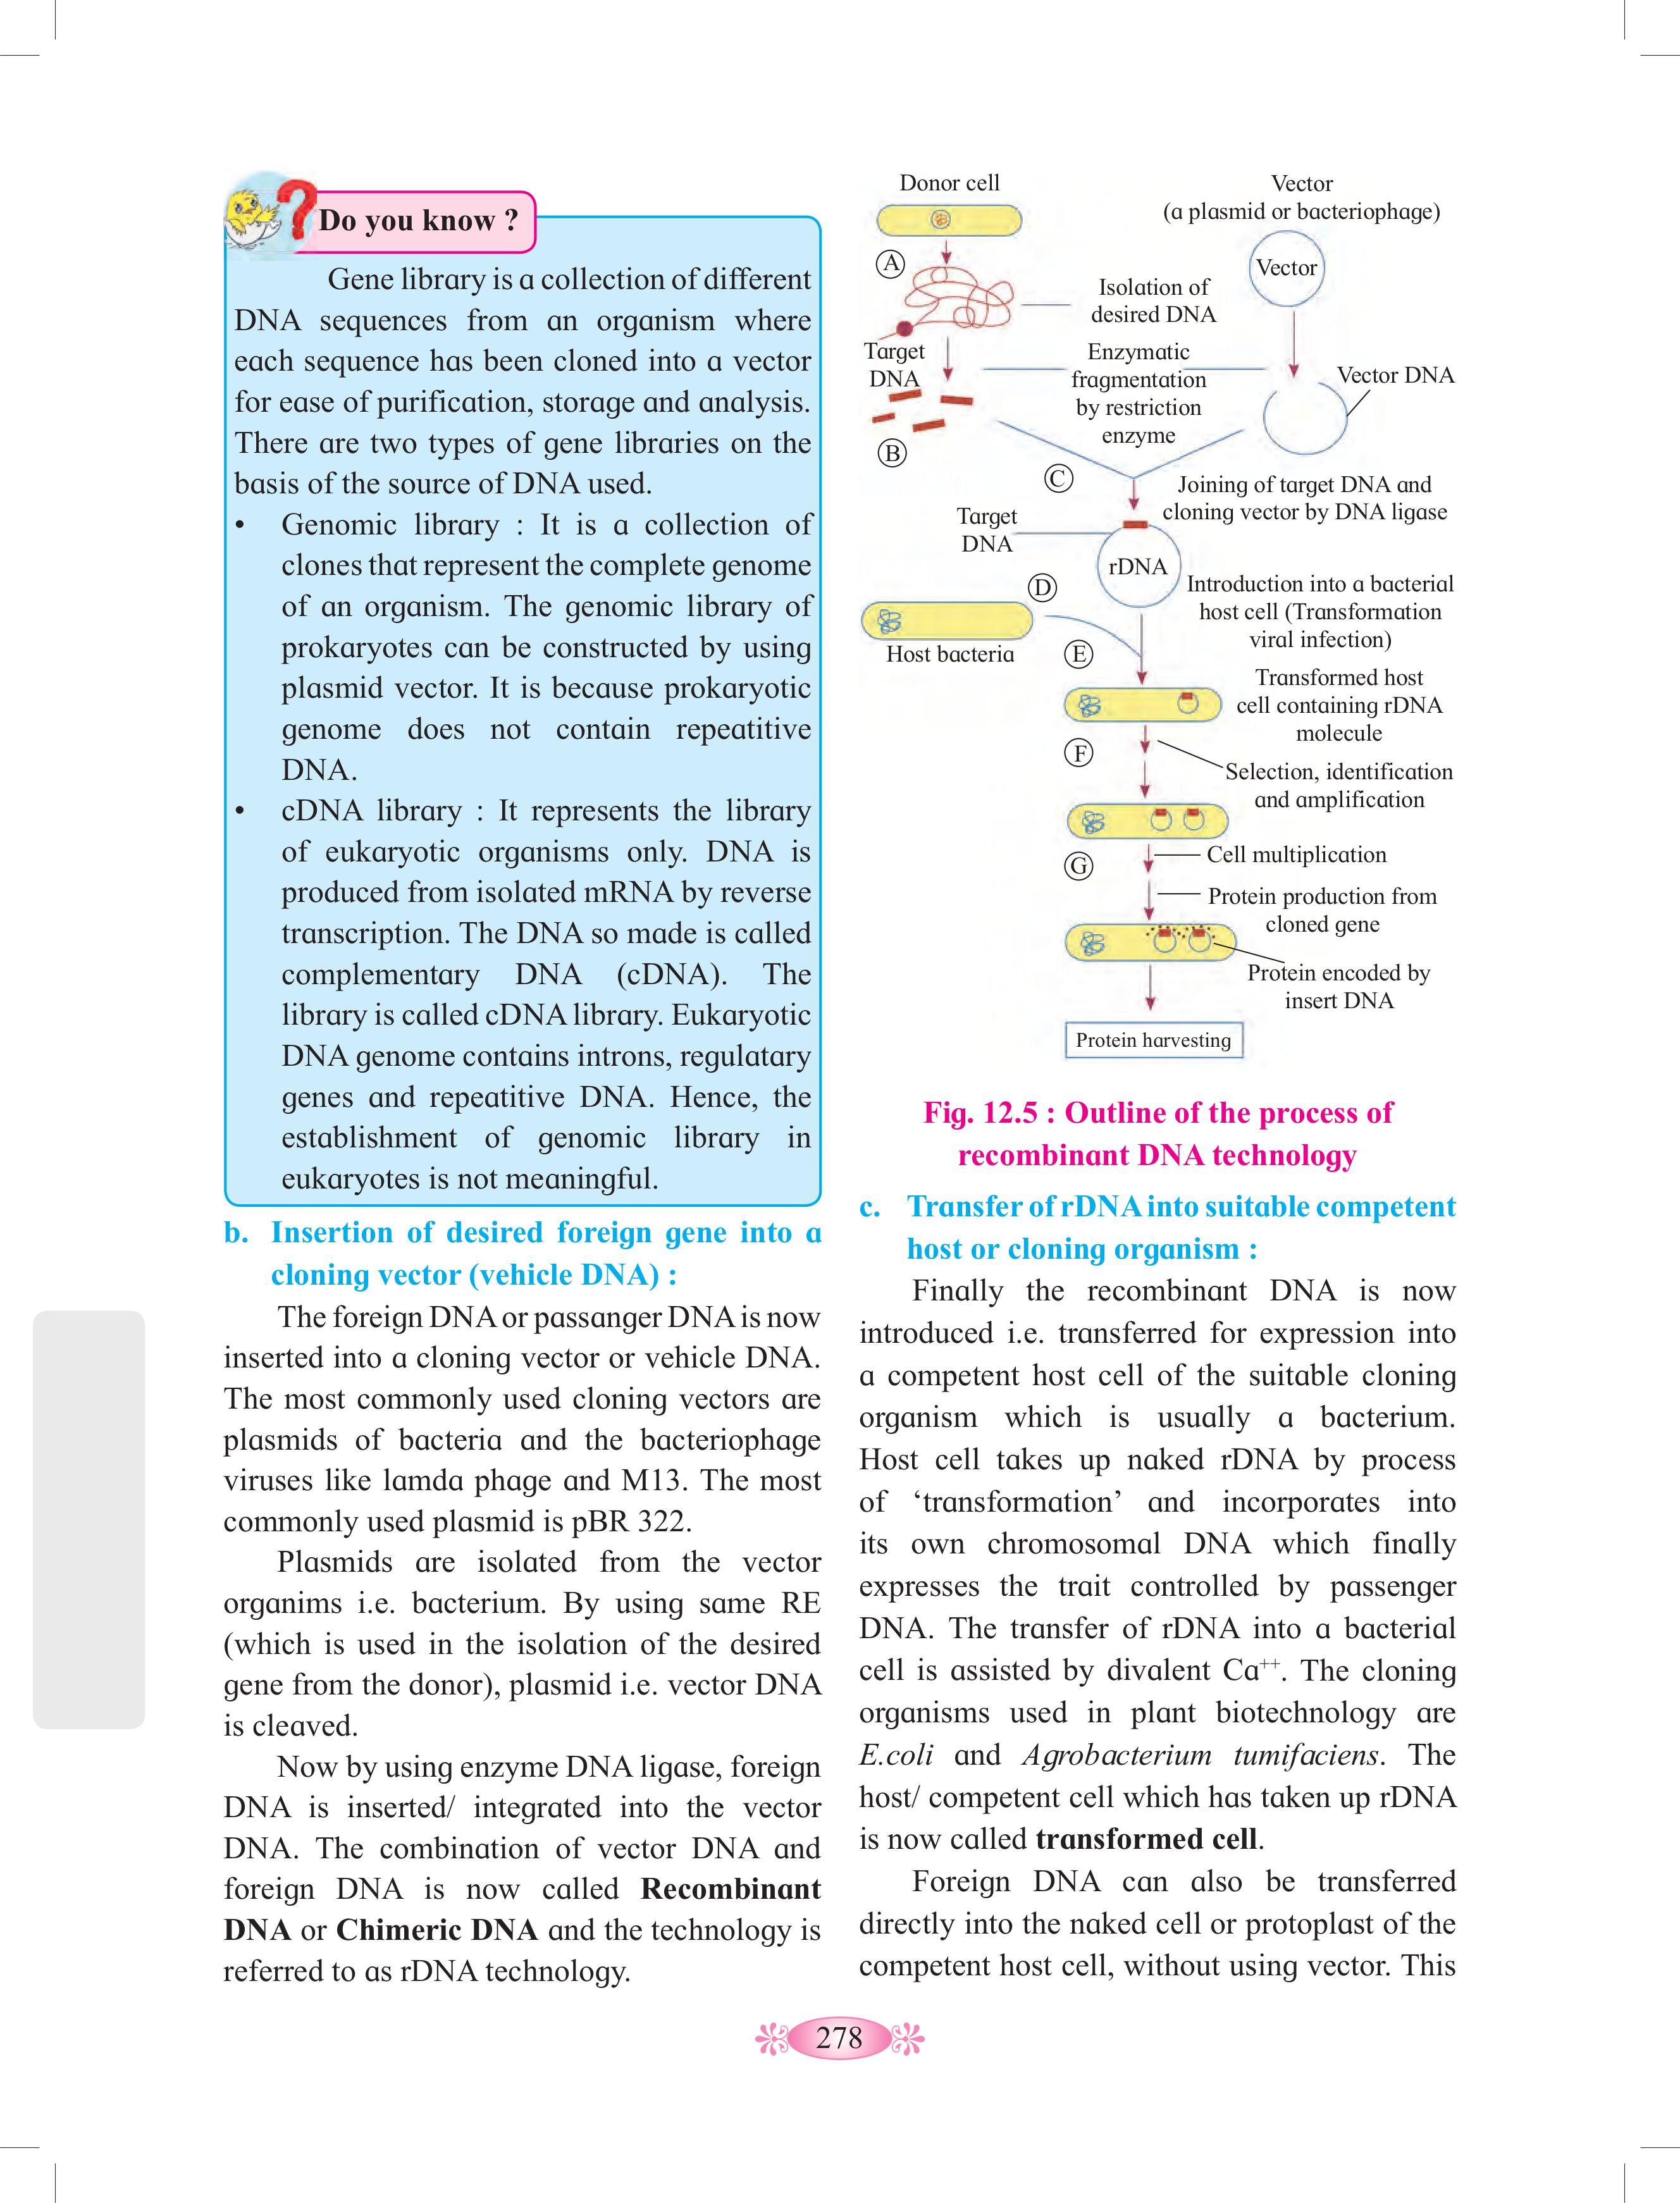 Do you know ?
Gene library is a collection of different
DNA sequences from an organism where
each sequence has been cloned into a vector
for ease of purification, storage and analysis.
There are two types of gene libraries on the
basis of the source of DNA used.
• Genomic library : It is a collection of
clones that represent the complete genome
of an organism. The genomic library of
prokaryotes can be constructed by using
plasmid vector. It is because prokaryotic
genome does not contain repeatitive
DNA.
• cDNA library : It represents the library
of eukaryotic organisms only. DNA is
produced from isolated mRNA by reverse
transcription. The DNA so made is called
complementary DNA (cDNA). The
library is called cDNA library. Eukaryotic
DNA genome contains introns, regulatary
genes and repeatitive DNA. Hence, the
establishment of genomic library in
eukaryotes is not meaningful.
b. Insertion of desired foreign gene into a
cloning vector (vehicle DNA) :
The foreign DNA or passanger DNA is now
inserted into a cloning vector or vehicle DNA.
The most commonly used cloning vectors are
plasmids of bacteria and the bacteriophage
viruses like lamda phage and M13. The most
commonly used plasmid is pBR 322.
Plasmids are isolated from the vector
organims i.e. bacterium. By using same RE
(which is used in the isolation of the desired
gene from the donor), plasmid i.e. vector DNA
is cleaved.
Now by using enzyme DNA ligase, foreign
DNA is inserted/ integrated into the vector
DNA. The combination of vector DNA and
foreign DNA is now called Recombinant
DNA or Chimeric DNA and the technology is
referred to as rDNA technology.
Donor cell
Vector
(a plasmid or bacteriophage)
A
Vector
Isolation of
desired DNA
Target
DNA
Enzymatic
fragmentation
by restriction
enzyme
Vector DNA
B
C
Joining of target DNA and
cloning vector by DNA ligase
Target
DNA
rDNA
D
Introduction into a bacterial
host cell (Transformation
viral infection)
Host bacteria
E
Transformed host
cell containing rDNA
molecule
F
Selection, identification
and amplification
G
Cell multiplication
Protein production from
cloned gene
Protein encoded by
insert DNA
Protein harvesting
Fig. 12.5 : Outline of the process of
recombinant DNA technology
c. Transfer of rDNA into suitable competent
host or cloning organism :
Finally the recombinant DNA is now
introduced i.e. transferred for expression into
a competent host cell of the suitable cloning
organism which is usually a bacterium.
Host cell takes up naked rDNA by process
of ‘transformation’ and incorporates into
its own chromosomal DNA which finally
expresses the trait controlled by passenger
DNA. The transfer of rDNA into a bacterial
cell is assisted by divalent Ca⁺⁺. The cloning
organisms used in plant biotechnology are
E.coli and Agrobacterium tumifaciens. The
host/ competent cell which has taken up rDNA
is now called transformed cell.
Foreign DNA can also be transferred
directly into the naked cell or protoplast of the
competent host cell, without using vector. This
278